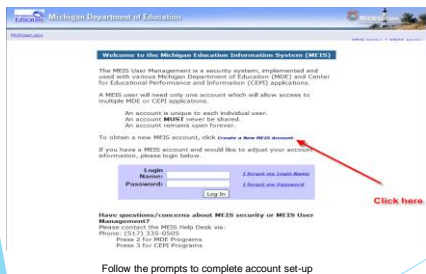 Education
Michigan Department of Education
Michigan.gov
MEIS Home | MEIS Home
Welcome to the Michigan Education Information System (MEIS)
The MEIS User Management is a security system, implemented and
used with various Michigan Department of Education (MDE) and Center
for Educational Performance and Information (CEPI) applications.
A MEIS user will need only one account which will allow access to
multiple MDE or CEPI applications.
An account is unique to each individual user.
An account MUST never be shared.
An account remains open forever.
To obtain a new MEIS account, click Create a New MEIS Account.
If you have a MEIS account and would like to adjust your account
information, please login below.
Login
Name:
I forgot my Login Name
Password:
I forgot my Password
Log In
Click here
Have questions/concerns about MEIS security or MEIS User
Management?
Please contact the MEIS Help Desk via:
Phone: (517) 335-0505
Press 2 for MDE Programs
Press 3 for CEPI Programs
Follow the prompts to complete account set-up